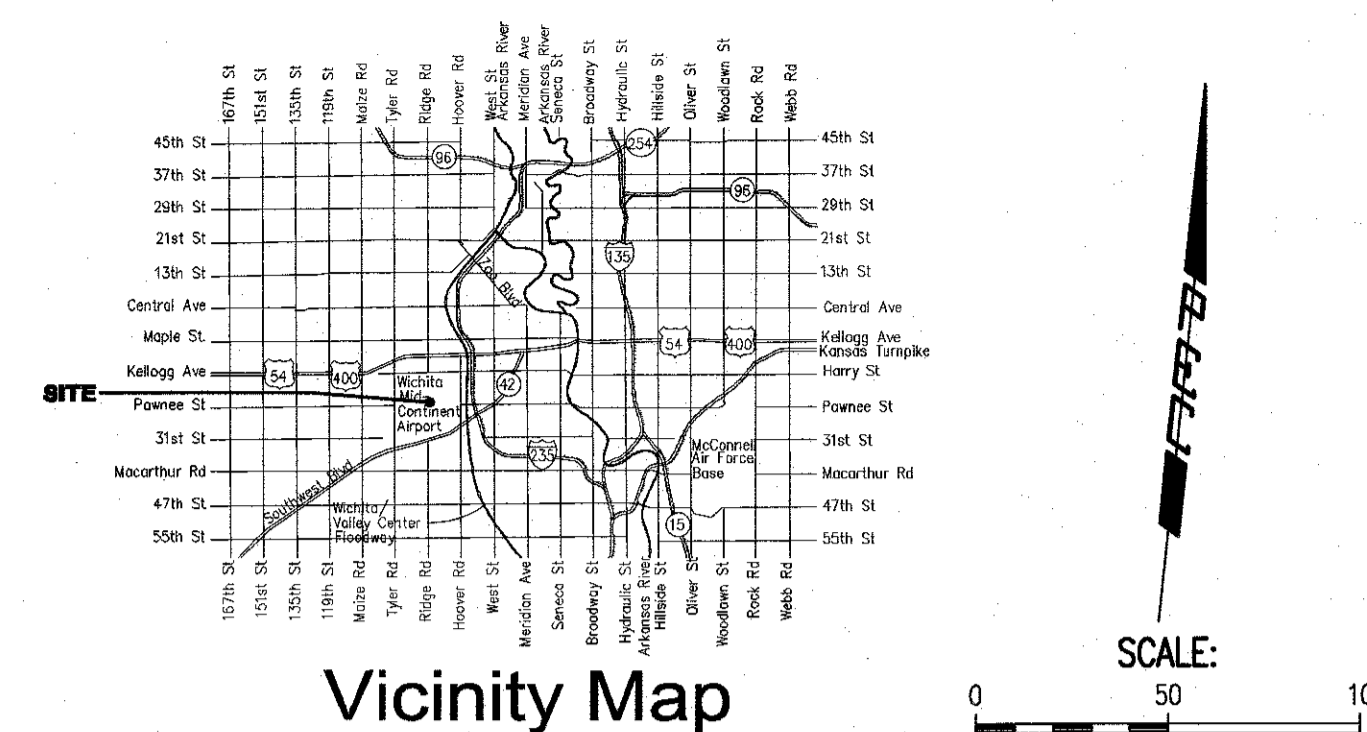 167th St
151st St
135th St
119th St
Maize Rd
Tyler Rd
Ridge Rd
Hoover Rd
West St
Arkansas River
Meridian Ave
Arkansas River
Seneca St
Broadway St
Hydraulic St
Hillside St
Oliver St
Woodlawn St
Rock Rd
Webb Rd
45th St
37th St
29th St
21st St
13th St
Central Ave
Maple St.
Kellogg Ave
SITE
Pawnee St
31st St
Macarthur Rd
47th St
55th St
45th St
37th St
29th St
21st St
13th St
Central Ave
Kellogg Ave
Kansas Turnpike
Harry St
Pawnee St
31st St
Macarthur Rd
47th St
55th St
96
254
96
135
Zoo Blvd
54
400
54
400
42
Wichita
Mid
Continent
Airport
235
McConnell
Air Force
Base
Southwest Blvd
Wichita
Valley Center
Floodway
15
167th St
151st St
135th St
119th St
Maize Rd
Tyler Rd
Ridge Rd
Hoover Rd
West St
Meridian Ave
Seneca St
Broadway St
Hydraulic St
Arkansas River
Hillside St
Oliver St
Woodlawn St
Rock Rd
Webb Rd
Vicinity Map
SCALE:
0 50